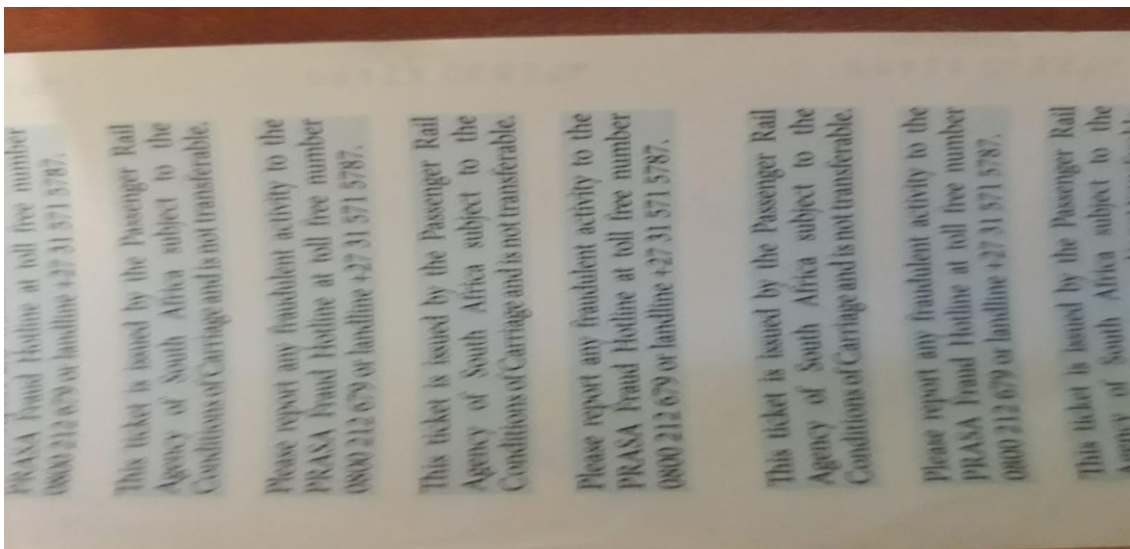 number
PRASA Fraud Hotline at toll free
0800 212 679 or landline +27 31 571 5787.
This ticket is issued by the Passenger Rail
Agency of South Africa subject to the
Conditions of Carriage and is not transferable.
Please report any fraudulent activity to the
PRASA Fraud Hotline at toll free number
0800 212 679 or landline +27 31 571 5787.
This ticket is issued by the Passenger Rail
Agency of South Africa subject to the
Conditions of Carriage and is not transferable.
Please report any fraudulent activity to the
PRASA Fraud Hotline at toll free number
0800 212 679 or landline +27 31 571 5787.
This ticket is issued by the Passenger Rail
Agency of South Africa subject to the
Conditions of Carriage and is not transferable.
Please report any fraudulent activity to the
PRASA Fraud Hotline at toll free number
0800 212 679 or landline +27 31 571 5787.
This ticket is issued by the Passenger Rail
Agency of South Africa subject to the